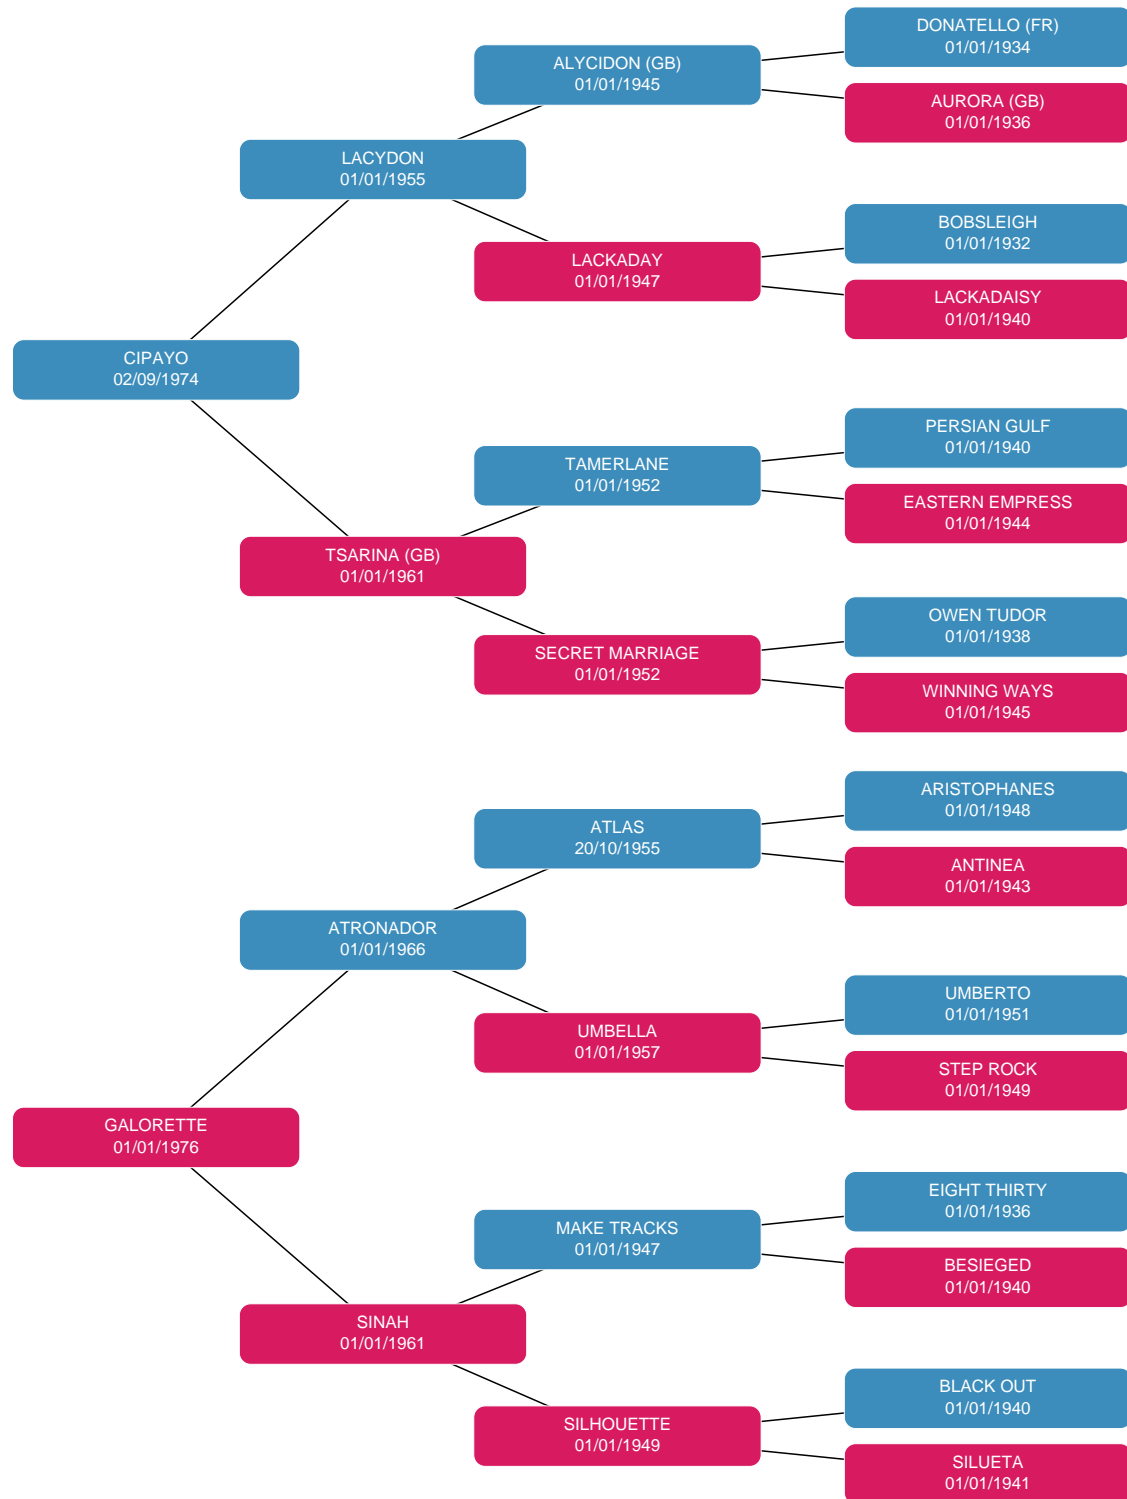 DONATELLO (FR)
01/01/1934
ALYCIDON (GB)
01/01/1945
AURORA (GB)
01/01/1936
LACYDON
01/01/1955
BOBSLEIGH
01/01/1932
LACKADAY
01/01/1947
LACKADAISY
01/01/1940
CIPAYO
02/09/1974
PERSIAN GULF
01/01/1940
TAMERLANE
01/01/1952
EASTERN EMPRESS
01/01/1944
TSARINA (GB)
01/01/1961
OWEN TUDOR
01/01/1938
SECRET MARRIAGE
01/01/1952
WINNING WAYS
01/01/1945
ARISTOPHANES
01/01/1948
ATLAS
20/10/1955
ANTINEA
01/01/1943
ATRONADOR
01/01/1966
UMBERTO
01/01/1951
UMBELLA
01/01/1957
STEP ROCK
01/01/1949
GALORETTE
01/01/1976
EIGHT THIRTY
01/01/1936
MAKE TRACKS
01/01/1947
BESIEGED
01/01/1940
SINAH
01/01/1961
BLACK OUT
01/01/1940
SILHOUETTE
01/01/1949
SILUETA
01/01/1941